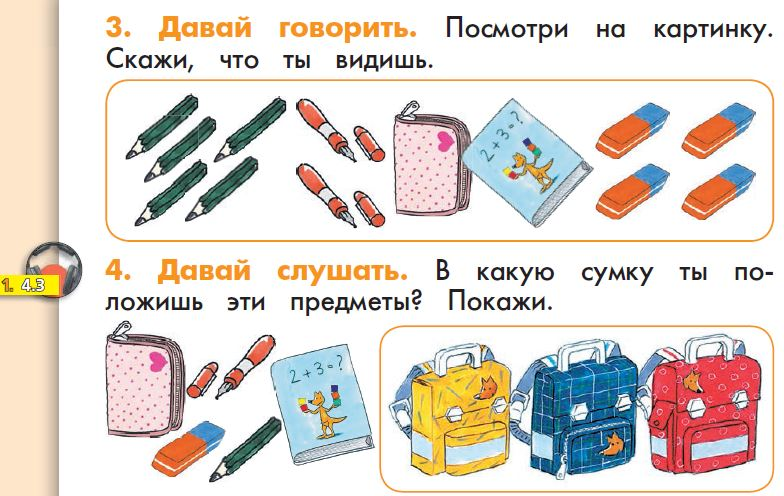 3. Давай говорить. Посмотри на картинку.
Скажи, что ты видишь.
2+3=?
4. Давай слушать. В какую сумку ты по-
1. 4.3
ложишь эти предметы? Покажи.
2+3=?